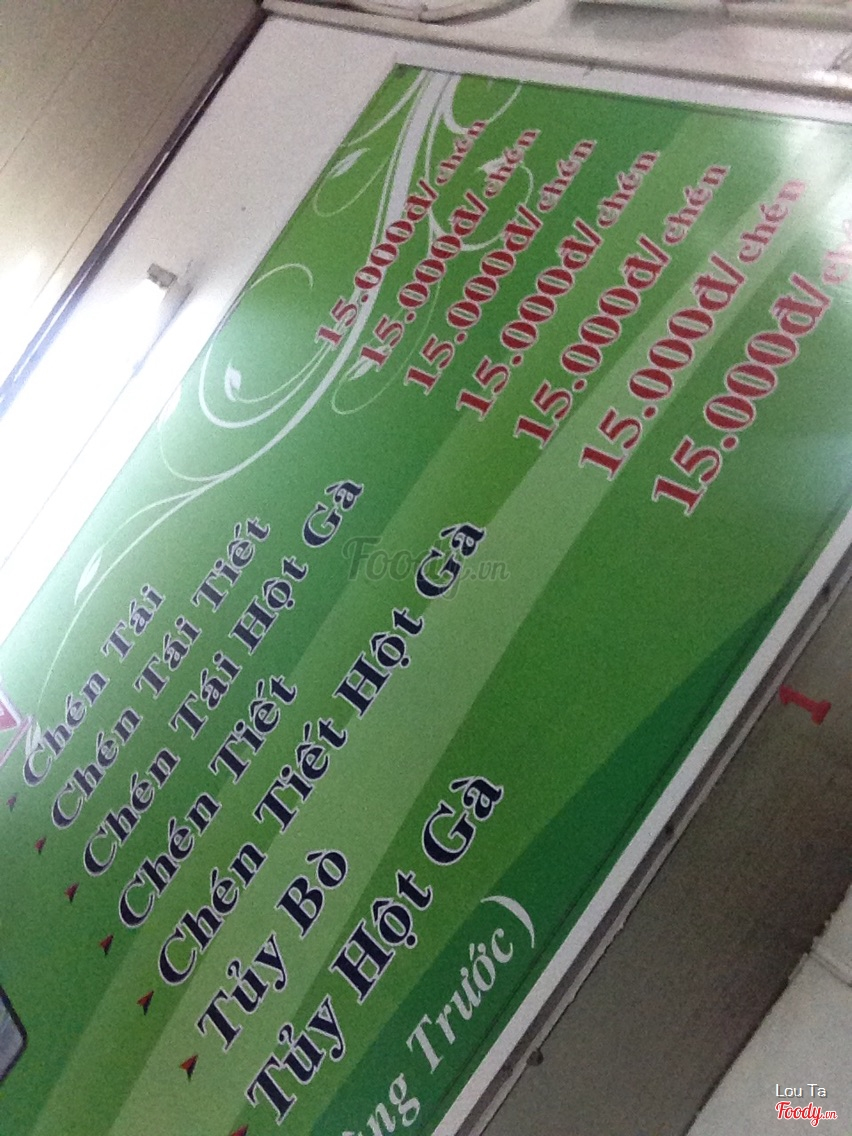 Chén Tái 15.000đ/chén
Chén Tái Tiết 15.000đ/chén
Chén Tái Hột Gà 15.000đ/chén
Chén Tiết 15.000đ/chén
Chén Tiết Hột Gà 15.000đ/chén
Tủy Bò 15.000đ/chén
Tủy Hột Gà 15.000đ/
Trước)
1
Foody.vn
Lou Ta
Foody.vn